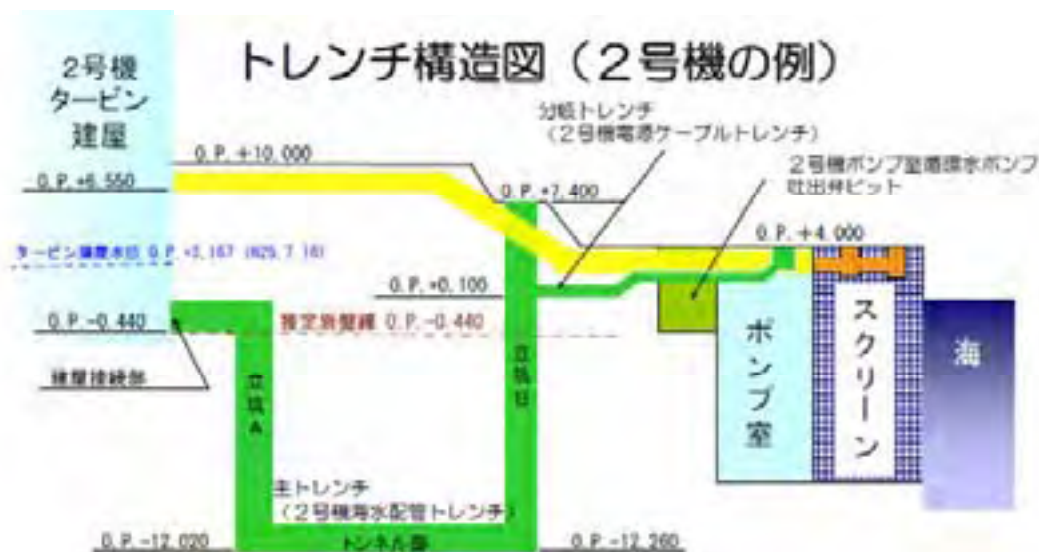 トレンチ構造図（２号機の例）
２号機
タービン
建屋
分岐トレンチ
（２号機電源ケーブルトレンチ）
２号機ポンプ室循環水ポンプ
吐出弁ピット
O.P.+10.000
O.P.+6.550
O.P.+7.400
O.P.+4.000
O.P.+0.100
O.P.-0.440
推定岩盤線 O.P.-0.440
建屋接続部
立坑A
立坑B
ポンプ室
スクリーン
海
主トレンチ
（２号機海水配管トレンチ）
トンネル部
O.P.-12.020
O.P.-12.260